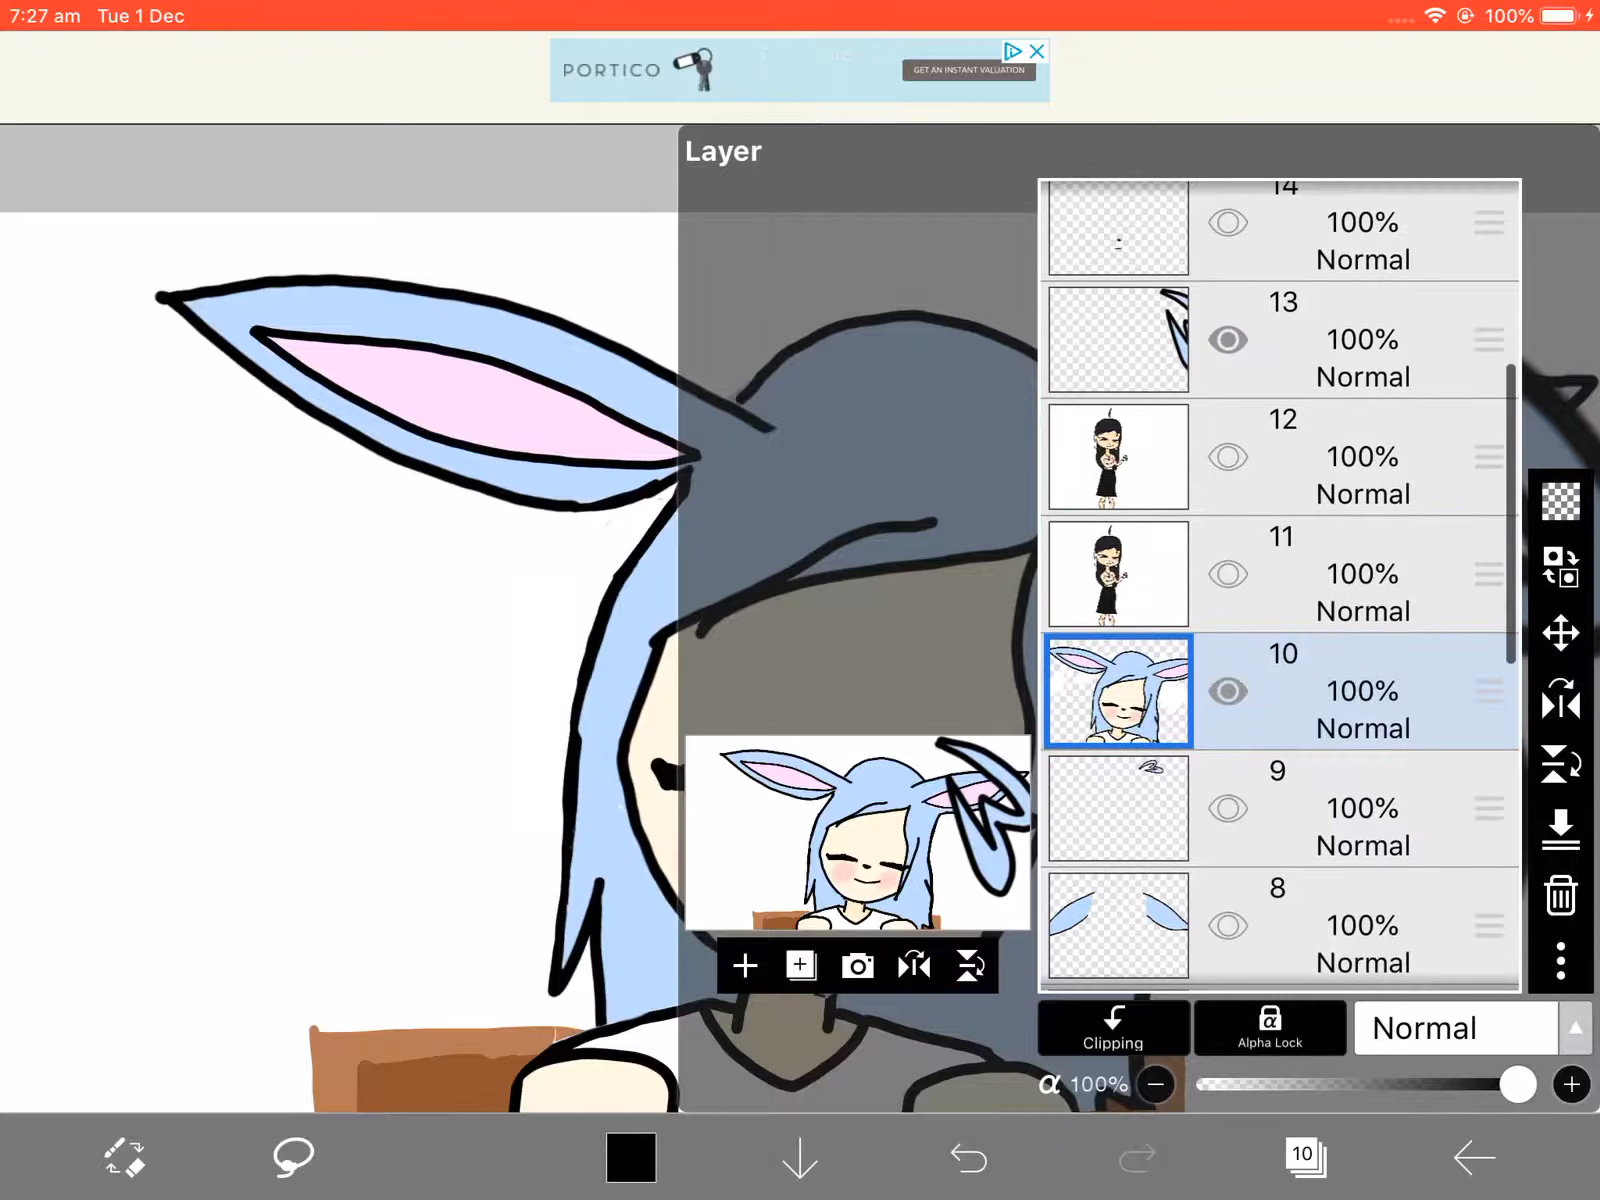 7:27 am Tue 1 Dec
100%
PORTICO
GET AN INSTANT VALUATION
Layer
14
100%
Normal
13
100%
Normal
12
100%
Normal
11
100%
Normal
10
100%
Normal
9
100%
Normal
8
100%
Normal
Clipping
α
Alpha Lock
Normal
α 100%
10